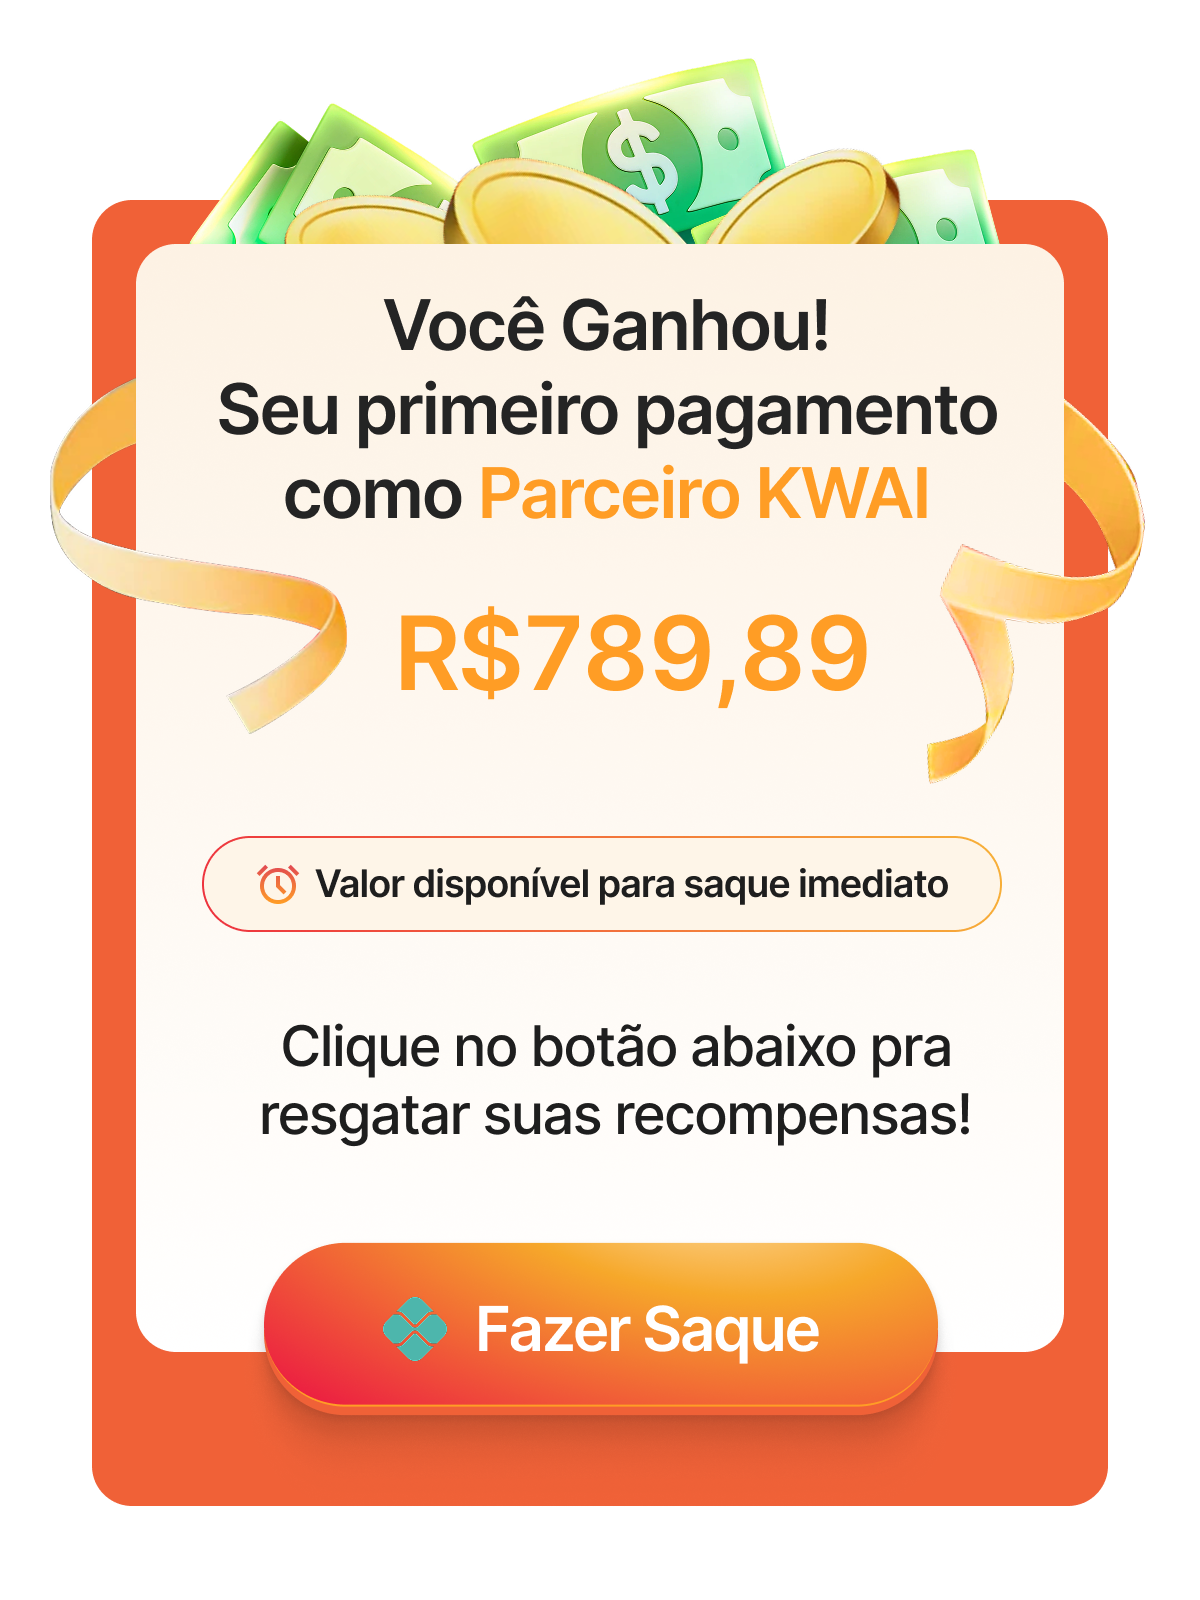 Você Ganhou!
Seu primeiro pagamento
como Parceiro KWAI
R$789,89
Valor disponível para saque imediato
Clique no botão abaixo pra
resgatar suas recompensas!
Fazer Saque